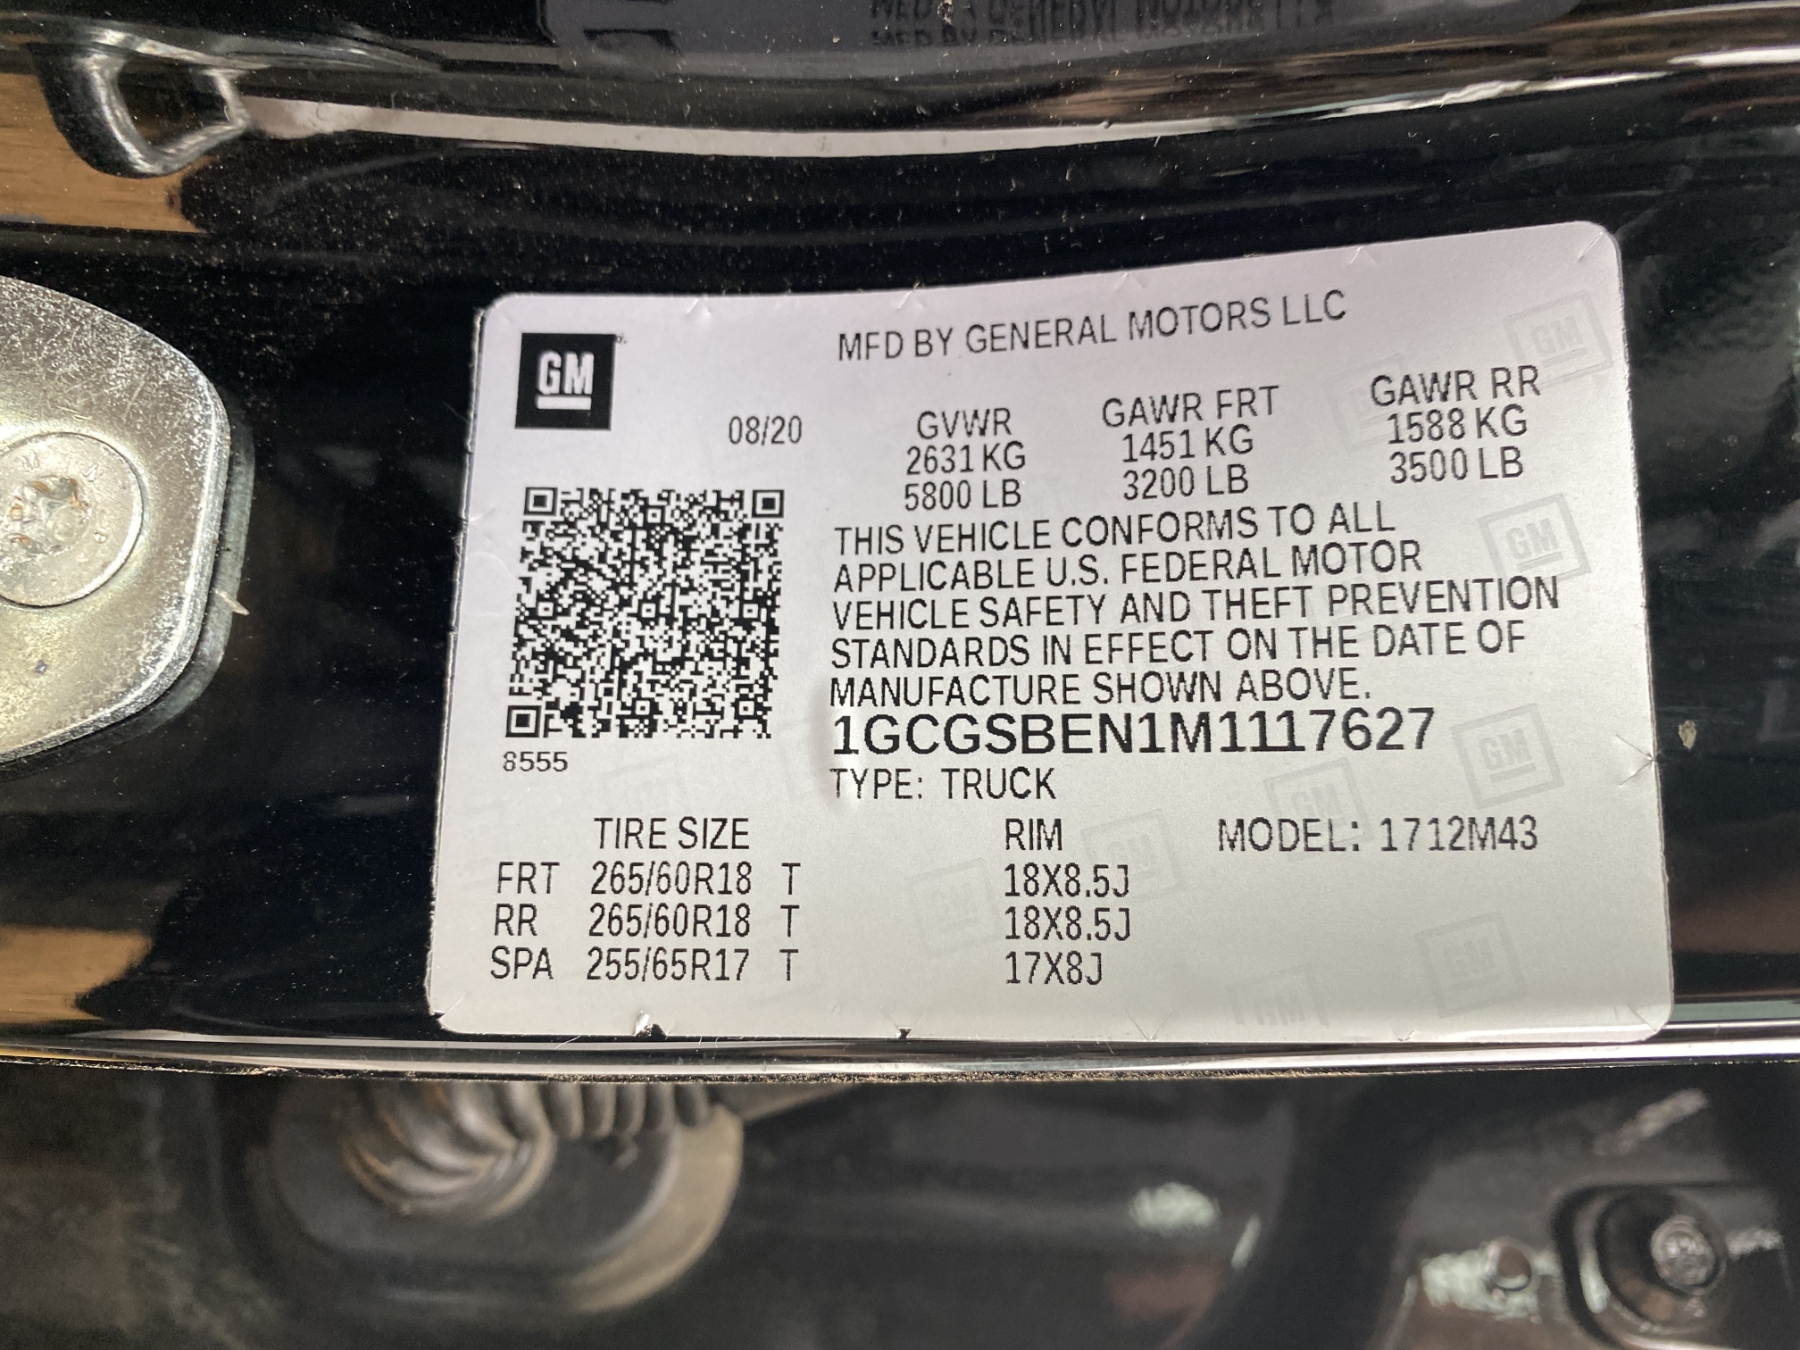 MFD BY GENERAL MOTORS LLC
GM
08/20
GVWR GAWR FRT GAWR RR
2631 KG 1451 KG 1588 KG
5800 LB 3200 LB 3500 LB
THIS VEHICLE CONFORMS TO ALL
APPLICABLE U.S. FEDERAL MOTOR
VEHICLE SAFETY AND THEFT PREVENTION
STANDARDS IN EFFECT ON THE DATE OF
MANUFACTURE SHOWN ABOVE.
1GCGSBEN1M1117627
8555
TYPE: TRUCK
TIRE SIZE RIM MODEL: 1712M43
FRT 265/60R18 T 18X8.5J
RR 265/60R18 T 18X8.5J
SPA 255/65R17 T 17X8J